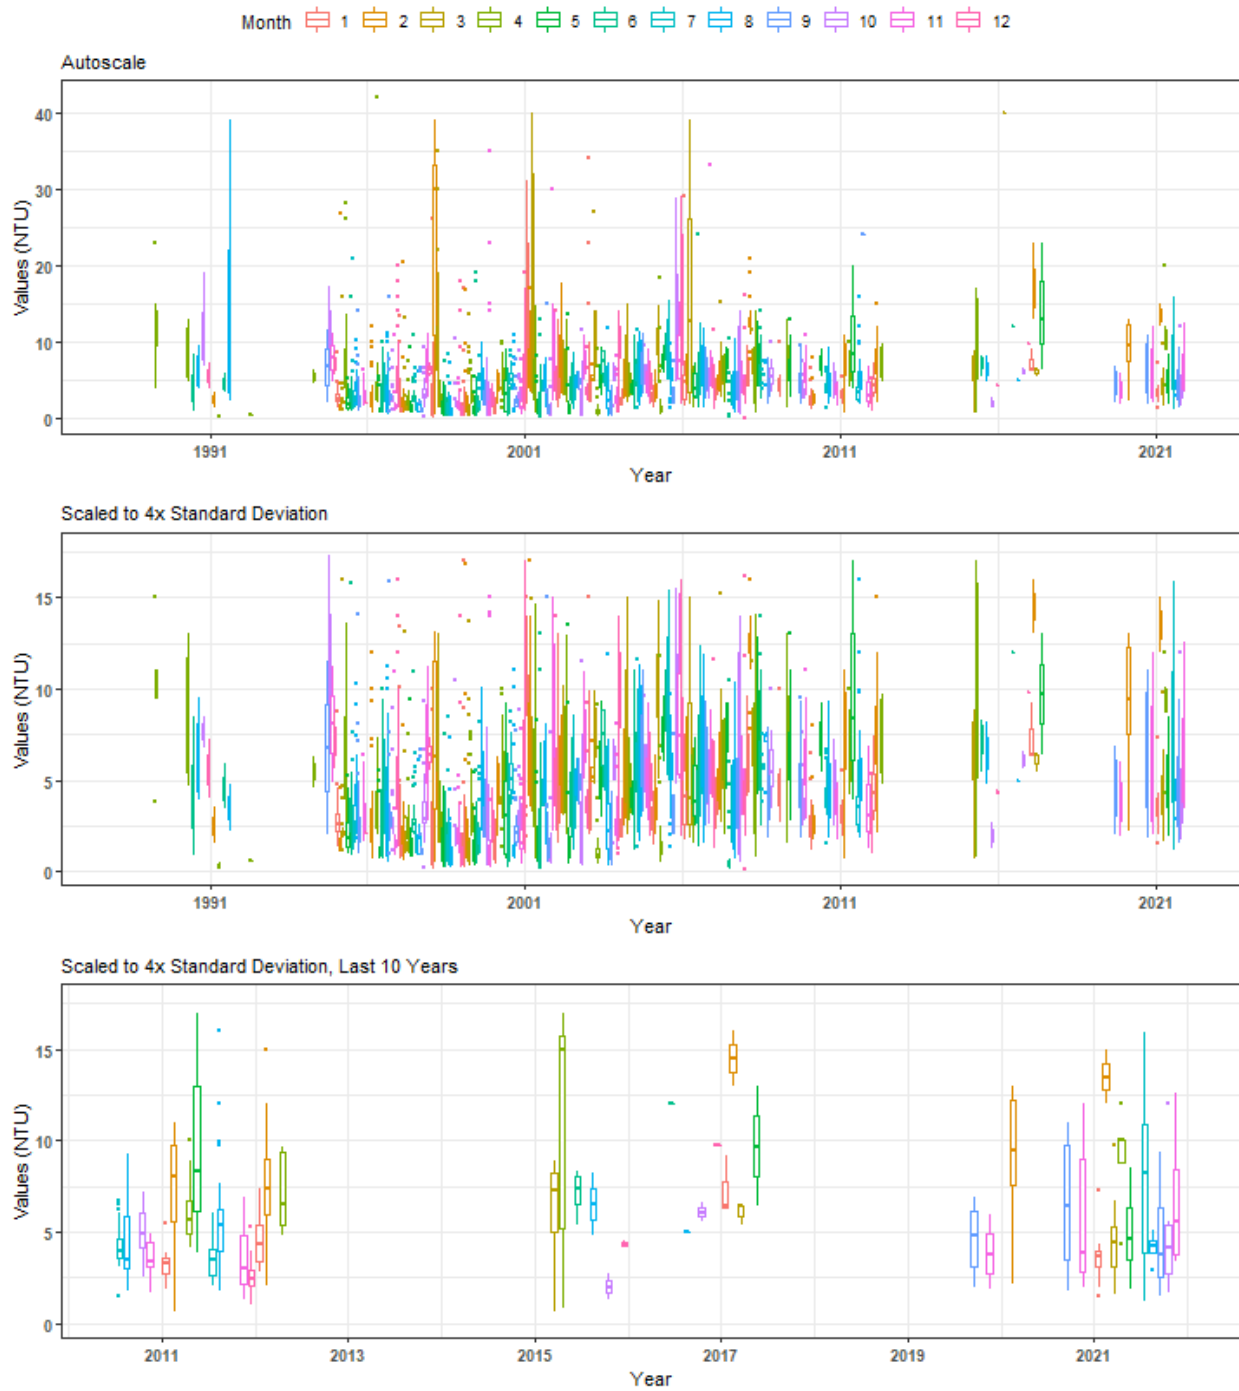 Month 1 2 3 4 5 6 7 8 9 10 11 12
Autoscale
Values (NTU)
40
30
20
10
0
1991 2001 2011 2021
Year
Scaled to 4x Standard Deviation
Values (NTU)
15
10
5
0
1991 2001 2011 2021
Year
Scaled to 4x Standard Deviation, Last 10 Years
Values (NTU)
15
10
5
0
2011 2013 2015 2017 2019 2021
Year